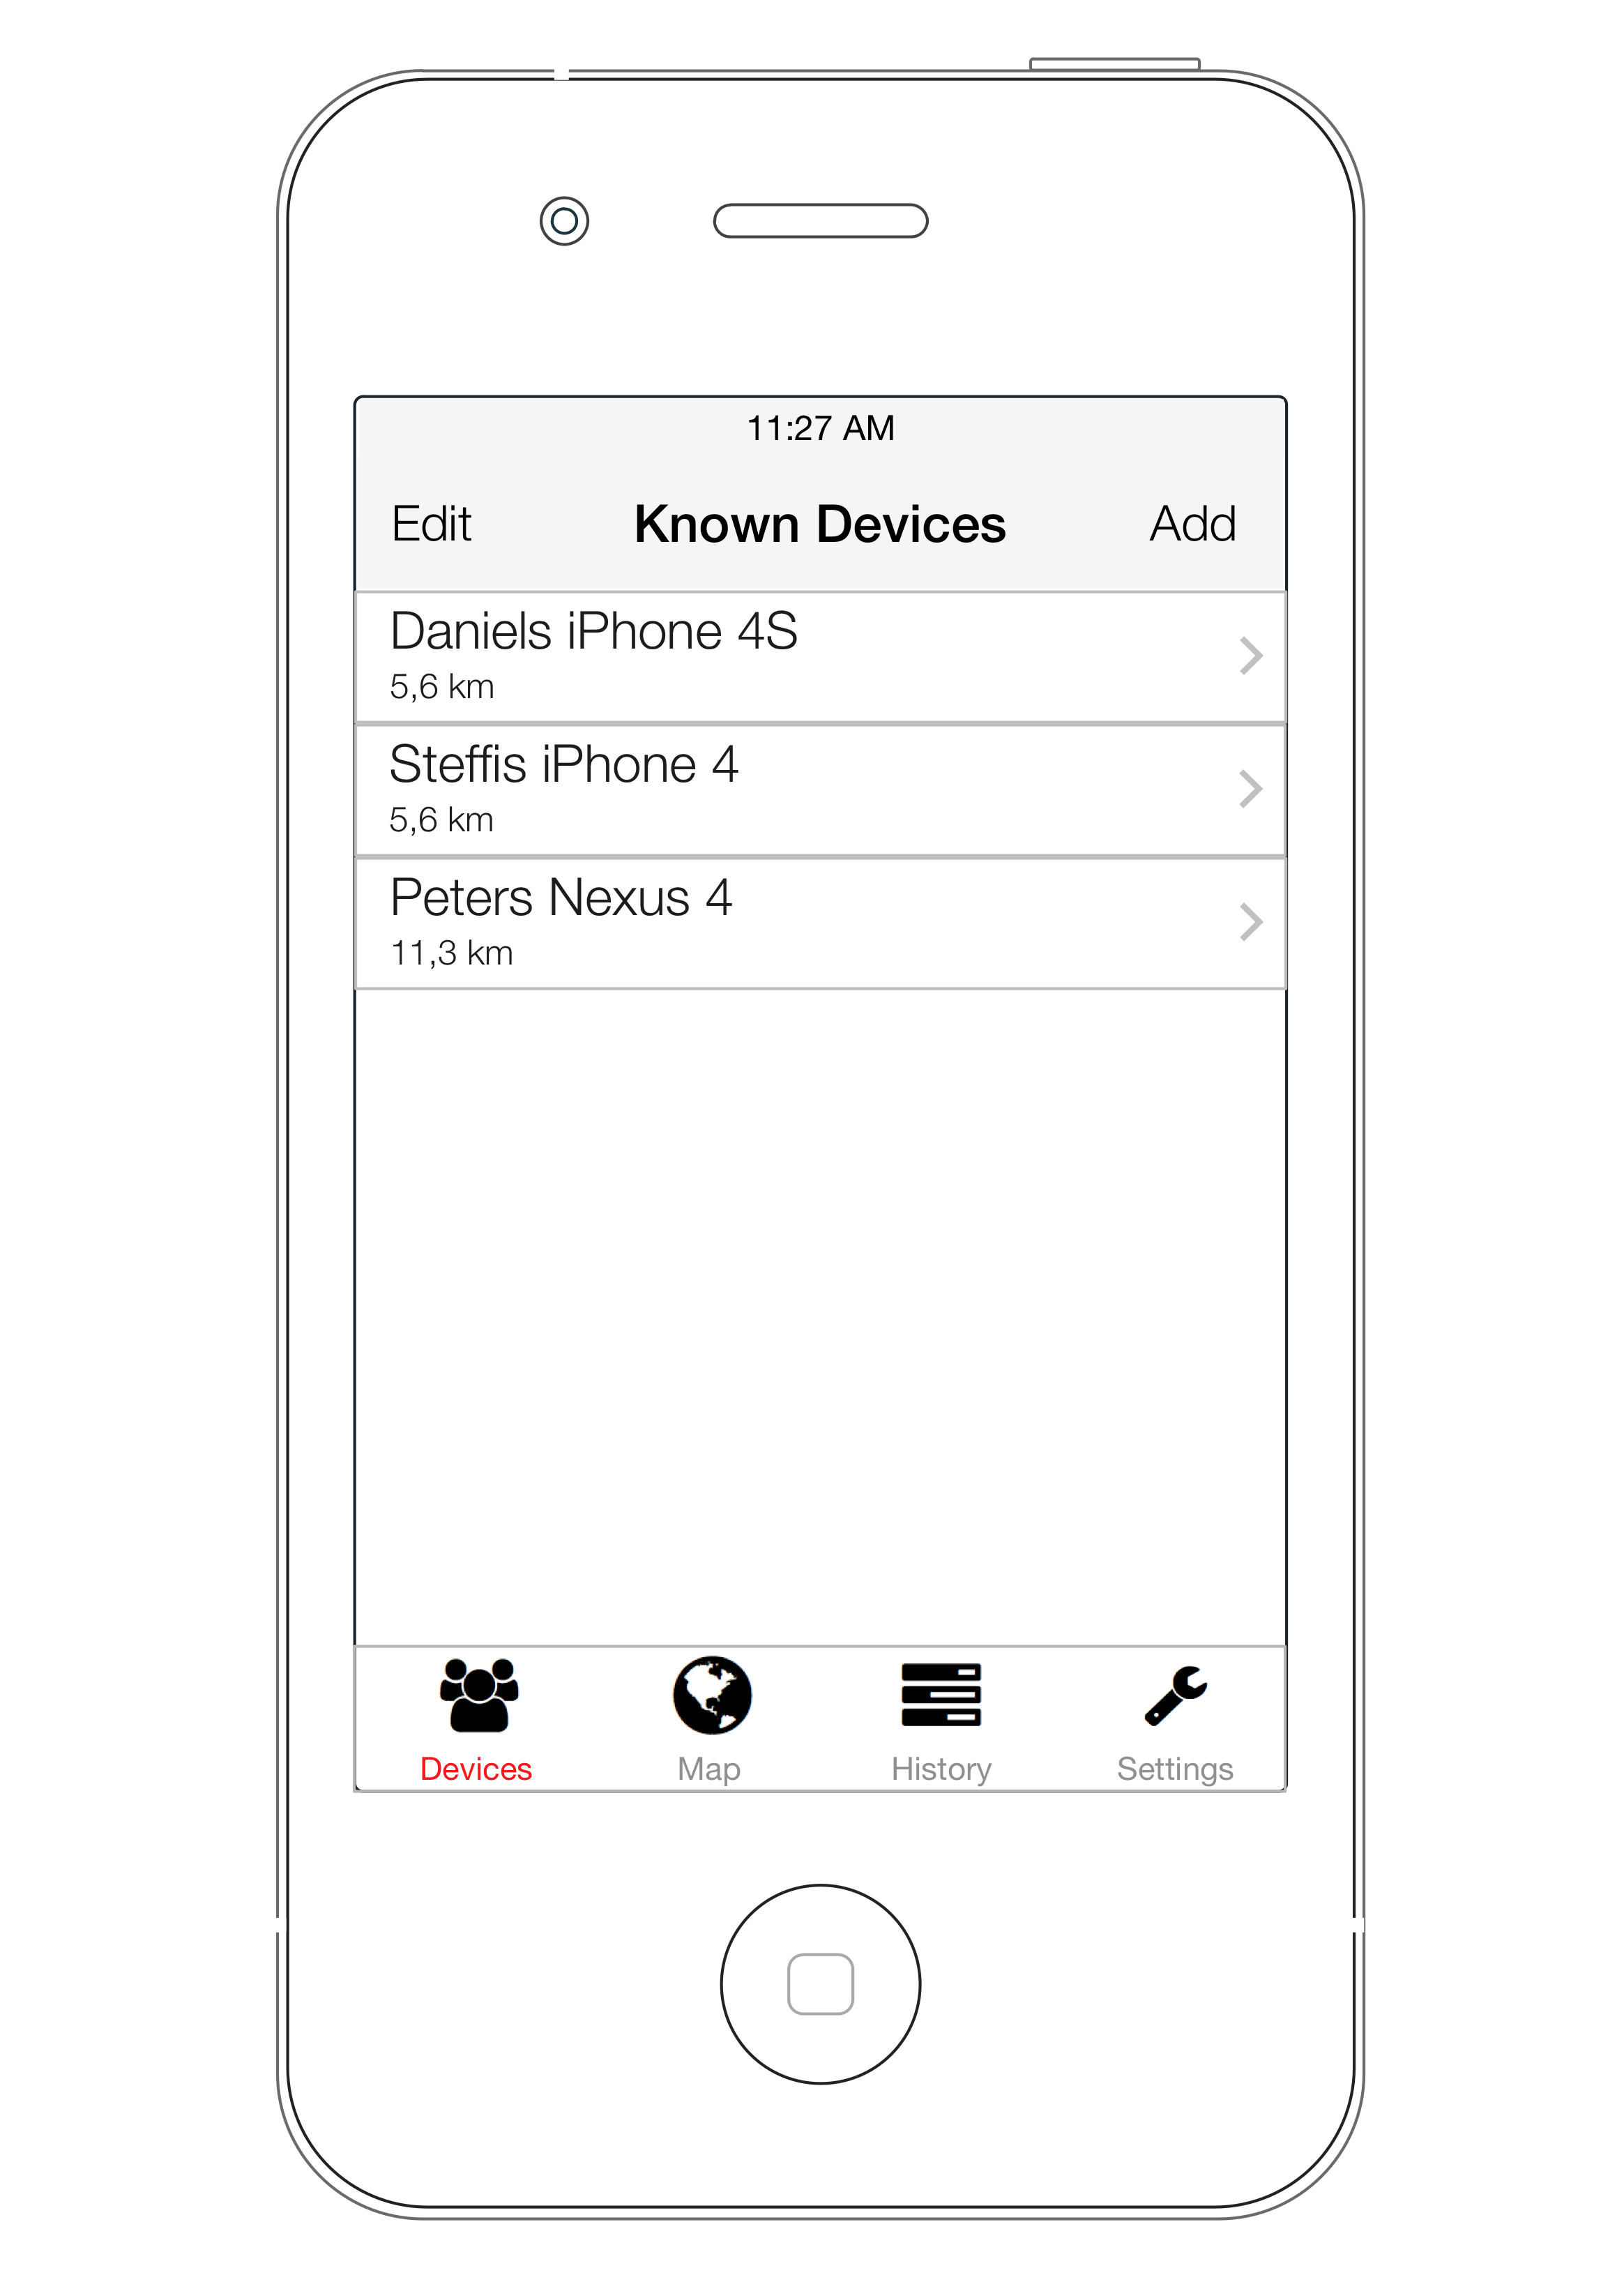 11:27 AM
Edit Known Devices Add
Daniels iPhone 4S
5,6 km
Steffis iPhone 4
5,6 km
Peters Nexus 4
11,3 km
Devices Map History Settings